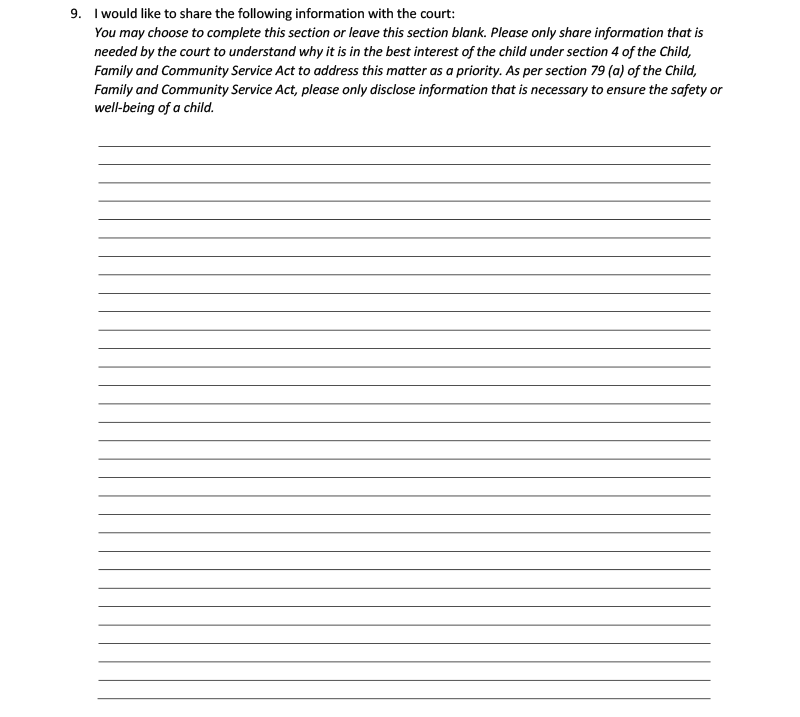 9. I would like to share the following information with the court:
You may choose to complete this section or leave this section blank. Please only share information that is
needed by the court to understand why it is in the best interest of the child under section 4 of the Child,
Family and Community Service Act to address this matter as a priority. As per section 79 (a) of the Child,
Family and Community Service Act, please only disclose information that is necessary to ensure the safety or
well-being of a child.